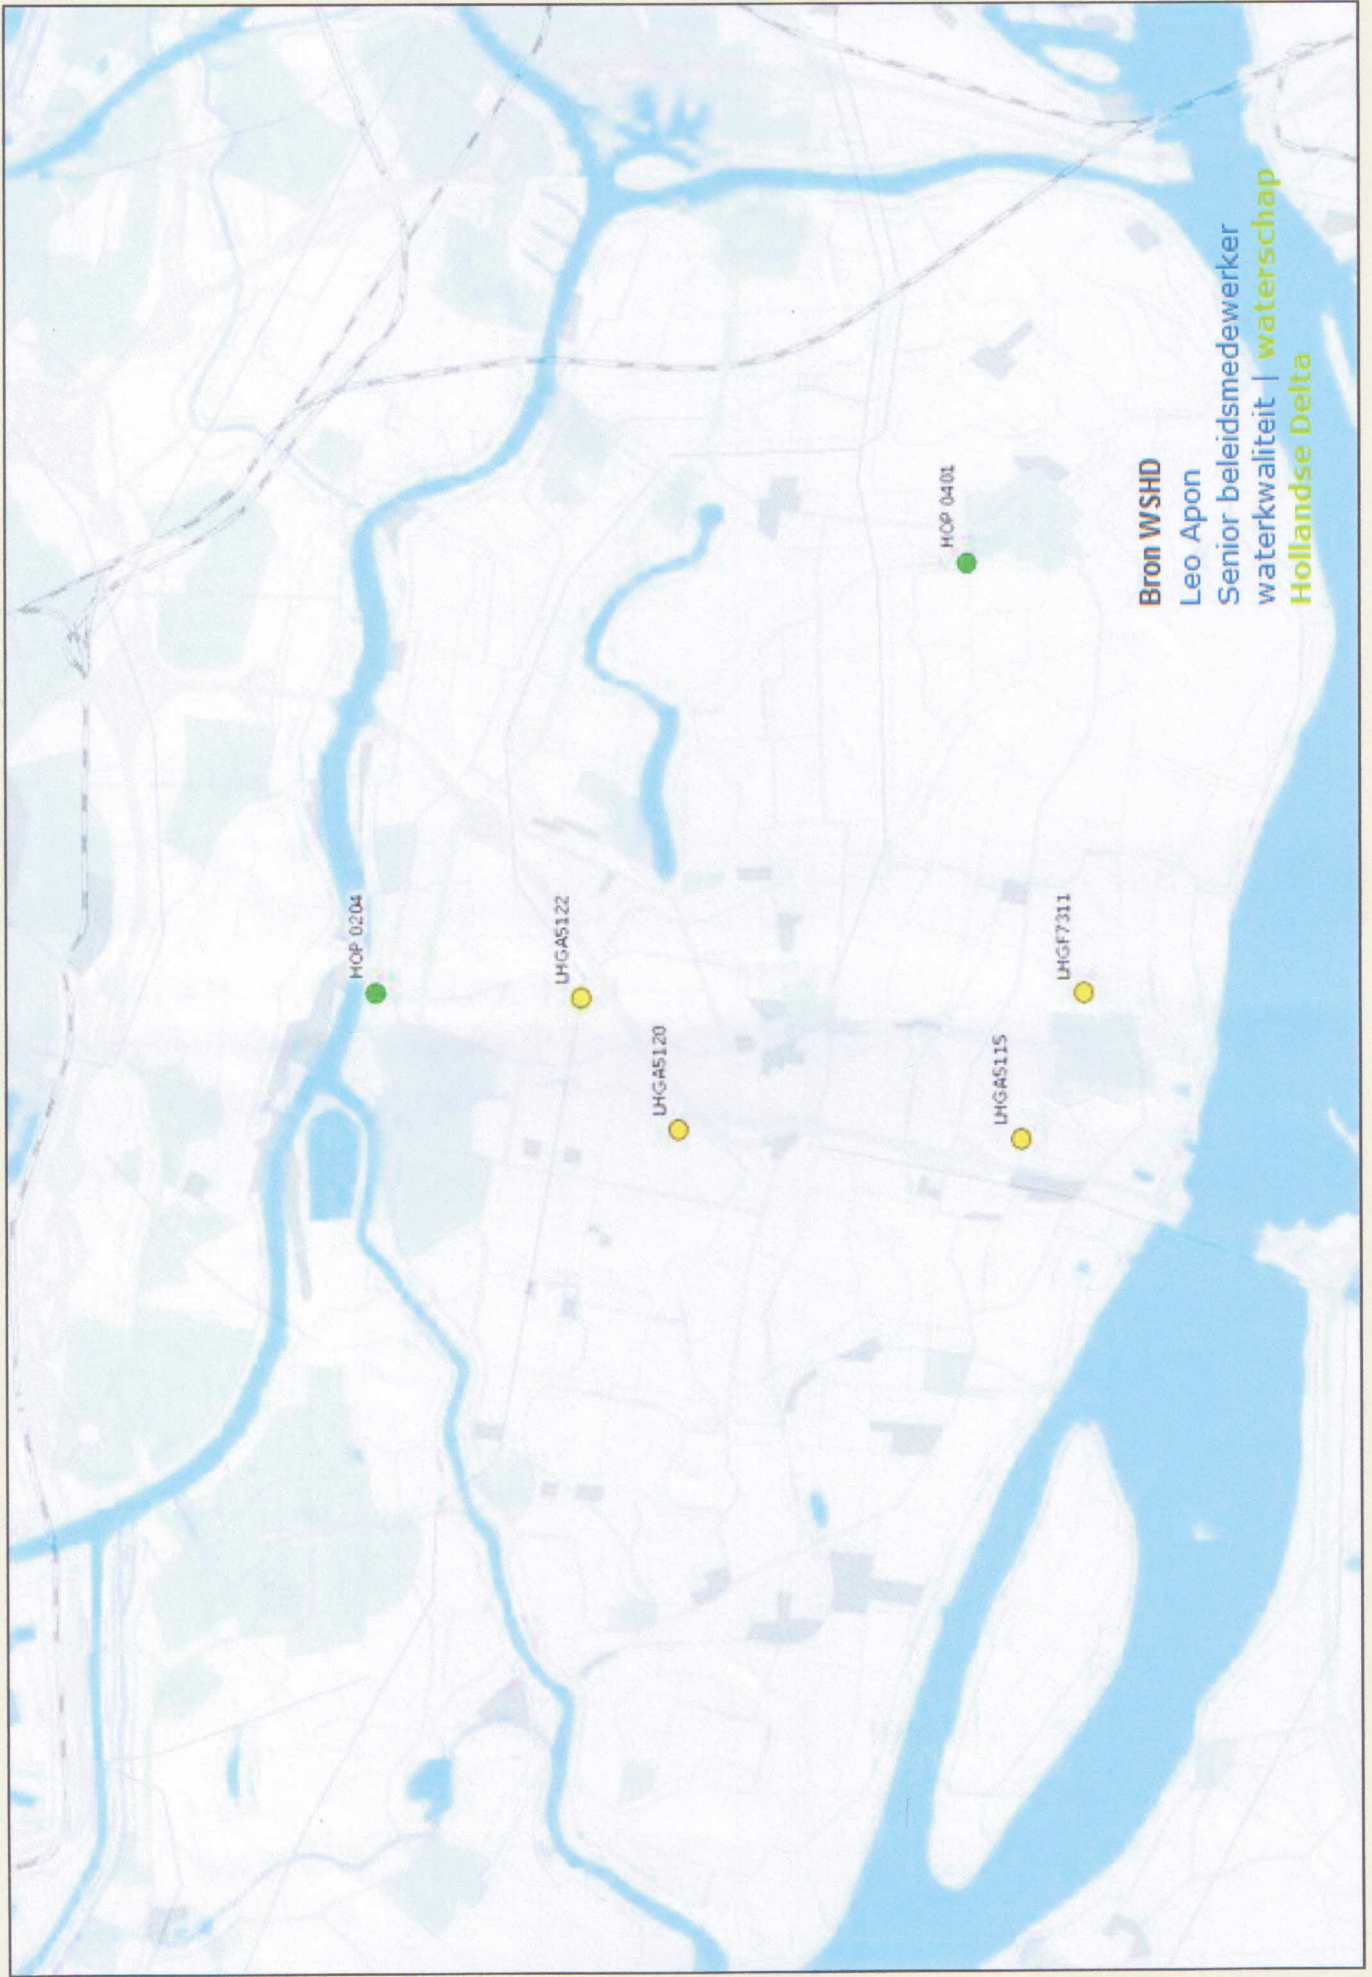 HOP 0204
LHGA5122
LHGA5120
HOP 0401
LHGA5115
LHGF7311
Bron WSHD
Leo Apon
Senior beleidsmedewerker
waterkwaliteit | waterschap
Hollandse Delta